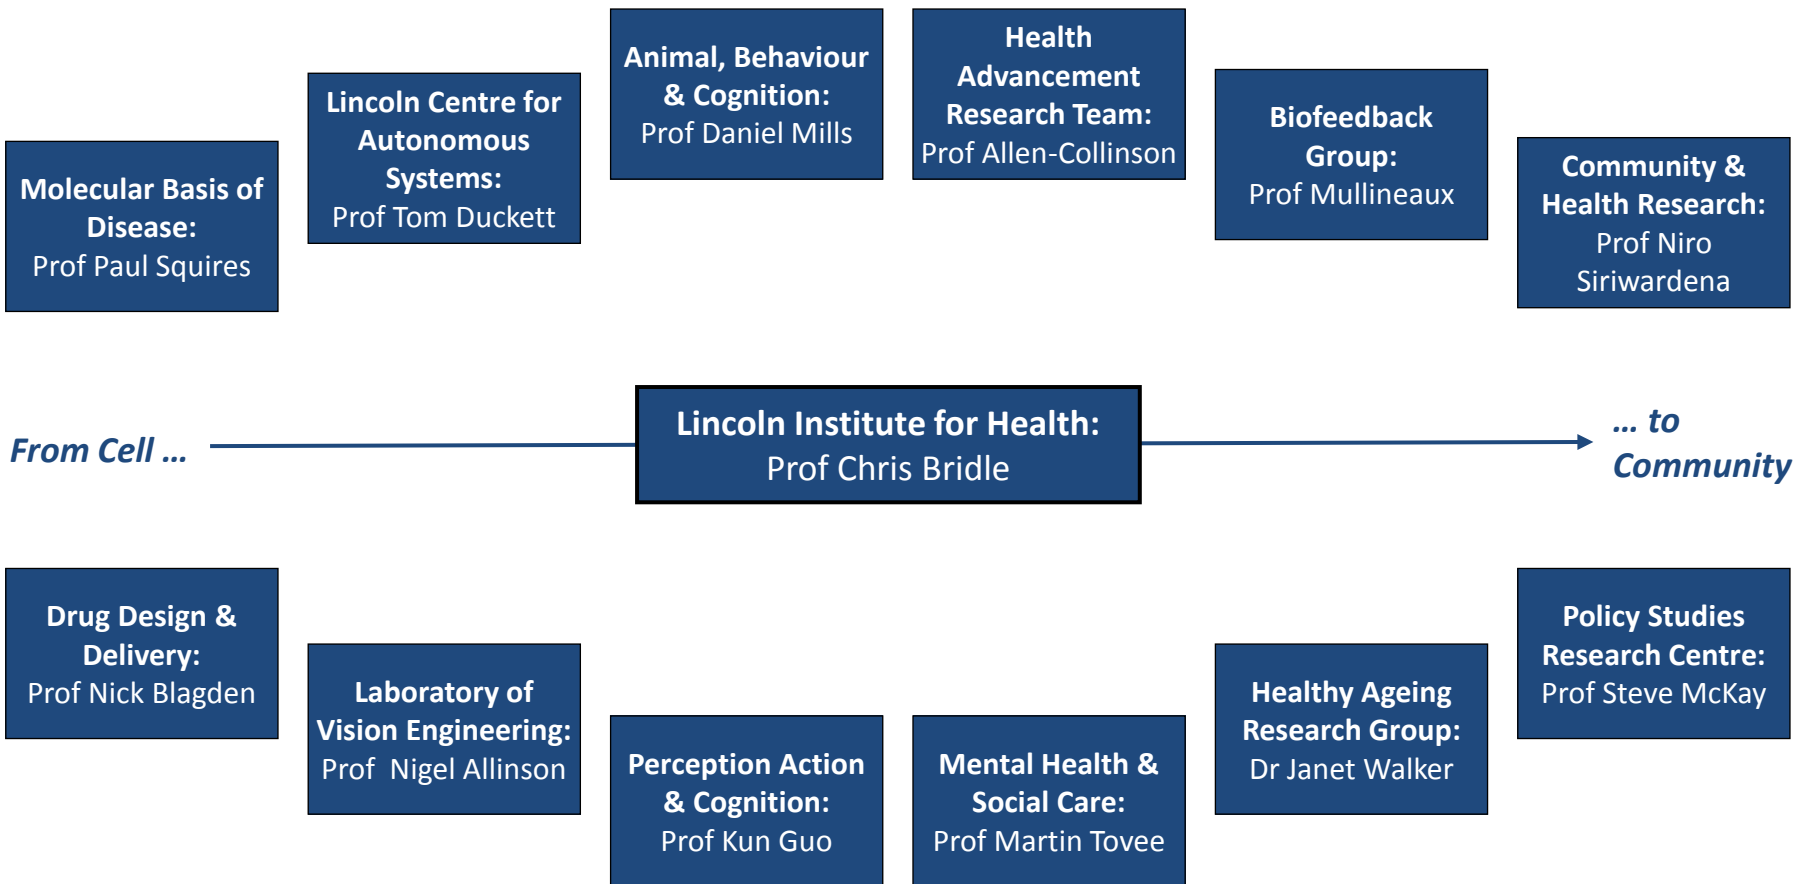 Molecular Basis of
Disease:
Prof Paul Squires
Lincoln Centre for
Autonomous
Systems:
Prof Tom Duckett
Animal, Behaviour
& Cognition:
Prof Daniel Mills
Health
Advancement
Research Team:
Prof Allen-Collinson
Biofeedback
Group:
Prof Mullineaux
Community &
Health Research:
Prof Niro
Siriwardena
From Cell ...
Lincoln Institute for Health:
Prof Chris Bridle
... to
Community
Drug Design &
Delivery:
Prof Nick Blagden
Laboratory of
Vision Engineering:
Prof  Nigel Allinson
Perception Action
& Cognition:
Prof Kun Guo
Mental Health &
Social Care:
Prof Martin Tovee
Healthy Ageing
Research Group:
Dr Janet Walker
Policy Studies
Research Centre:
Prof Steve McKay